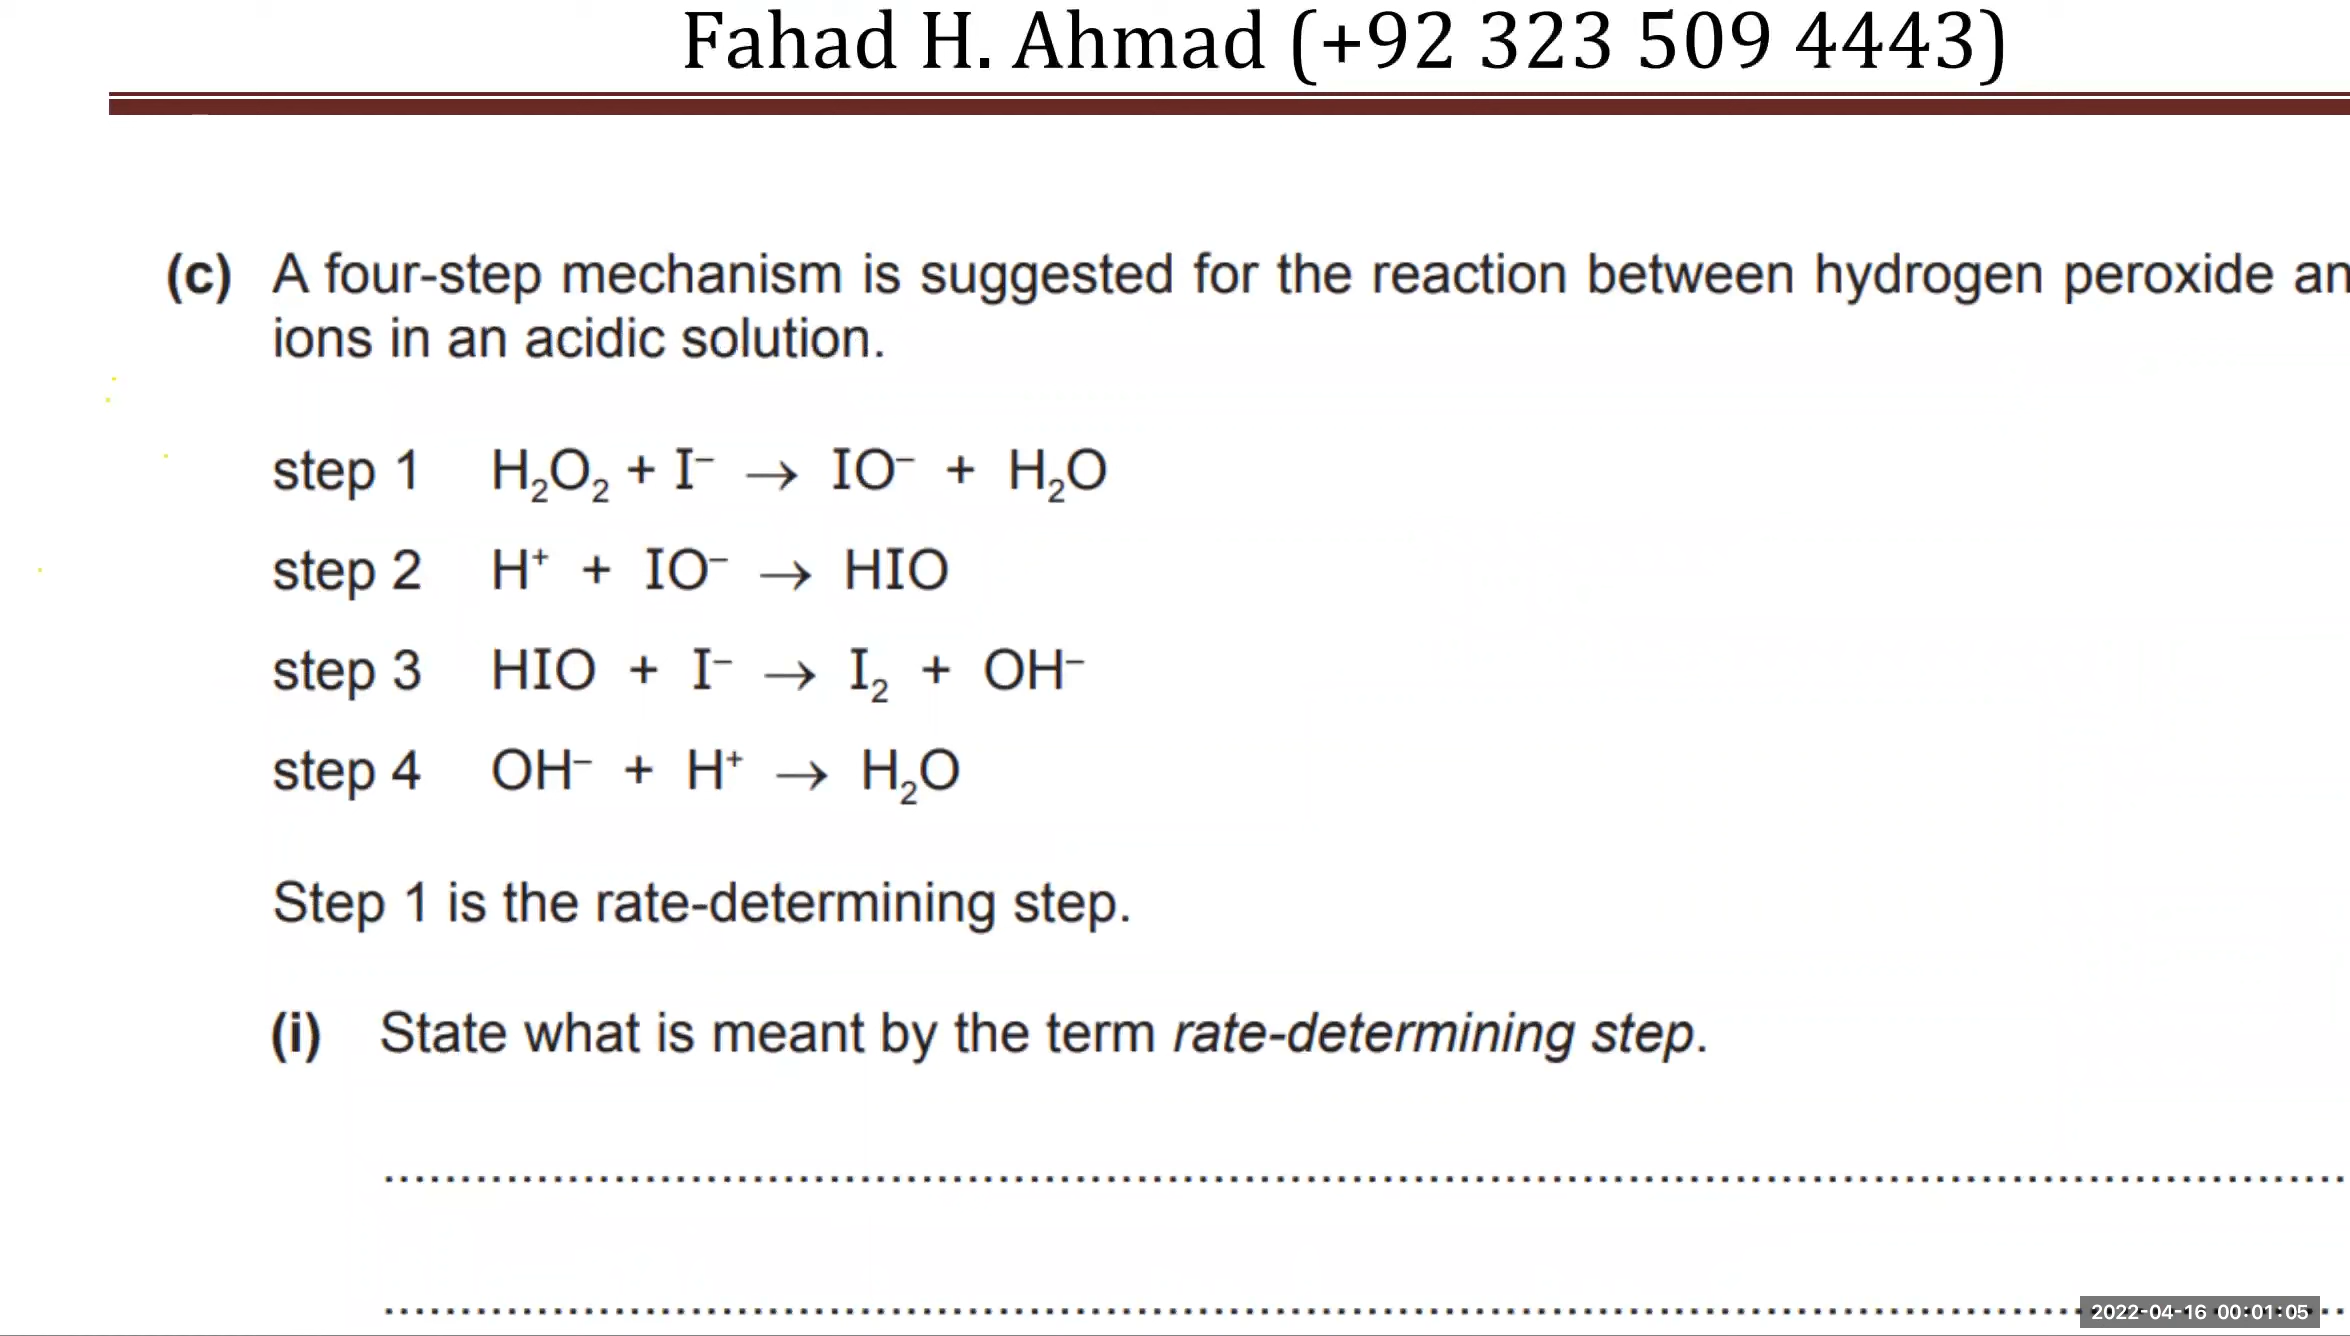 Fahad H. Ahmad (+92 323 509 4443)
(c) A four-step mechanism is suggested for the reaction between hydrogen peroxide an
ions in an acidic solution.
step 1 H₂O₂ + I⁻ → IO⁻ + H₂O
step 2 H⁺ + IO⁻ → HIO
step 3 HIO + I⁻ → I₂ + OH⁻
step 4 OH⁻ + H⁺ → H₂O
Step 1 is the rate-determining step.
(i) State what is meant by the term rate-determining step.
2022-04-16 00:01:05